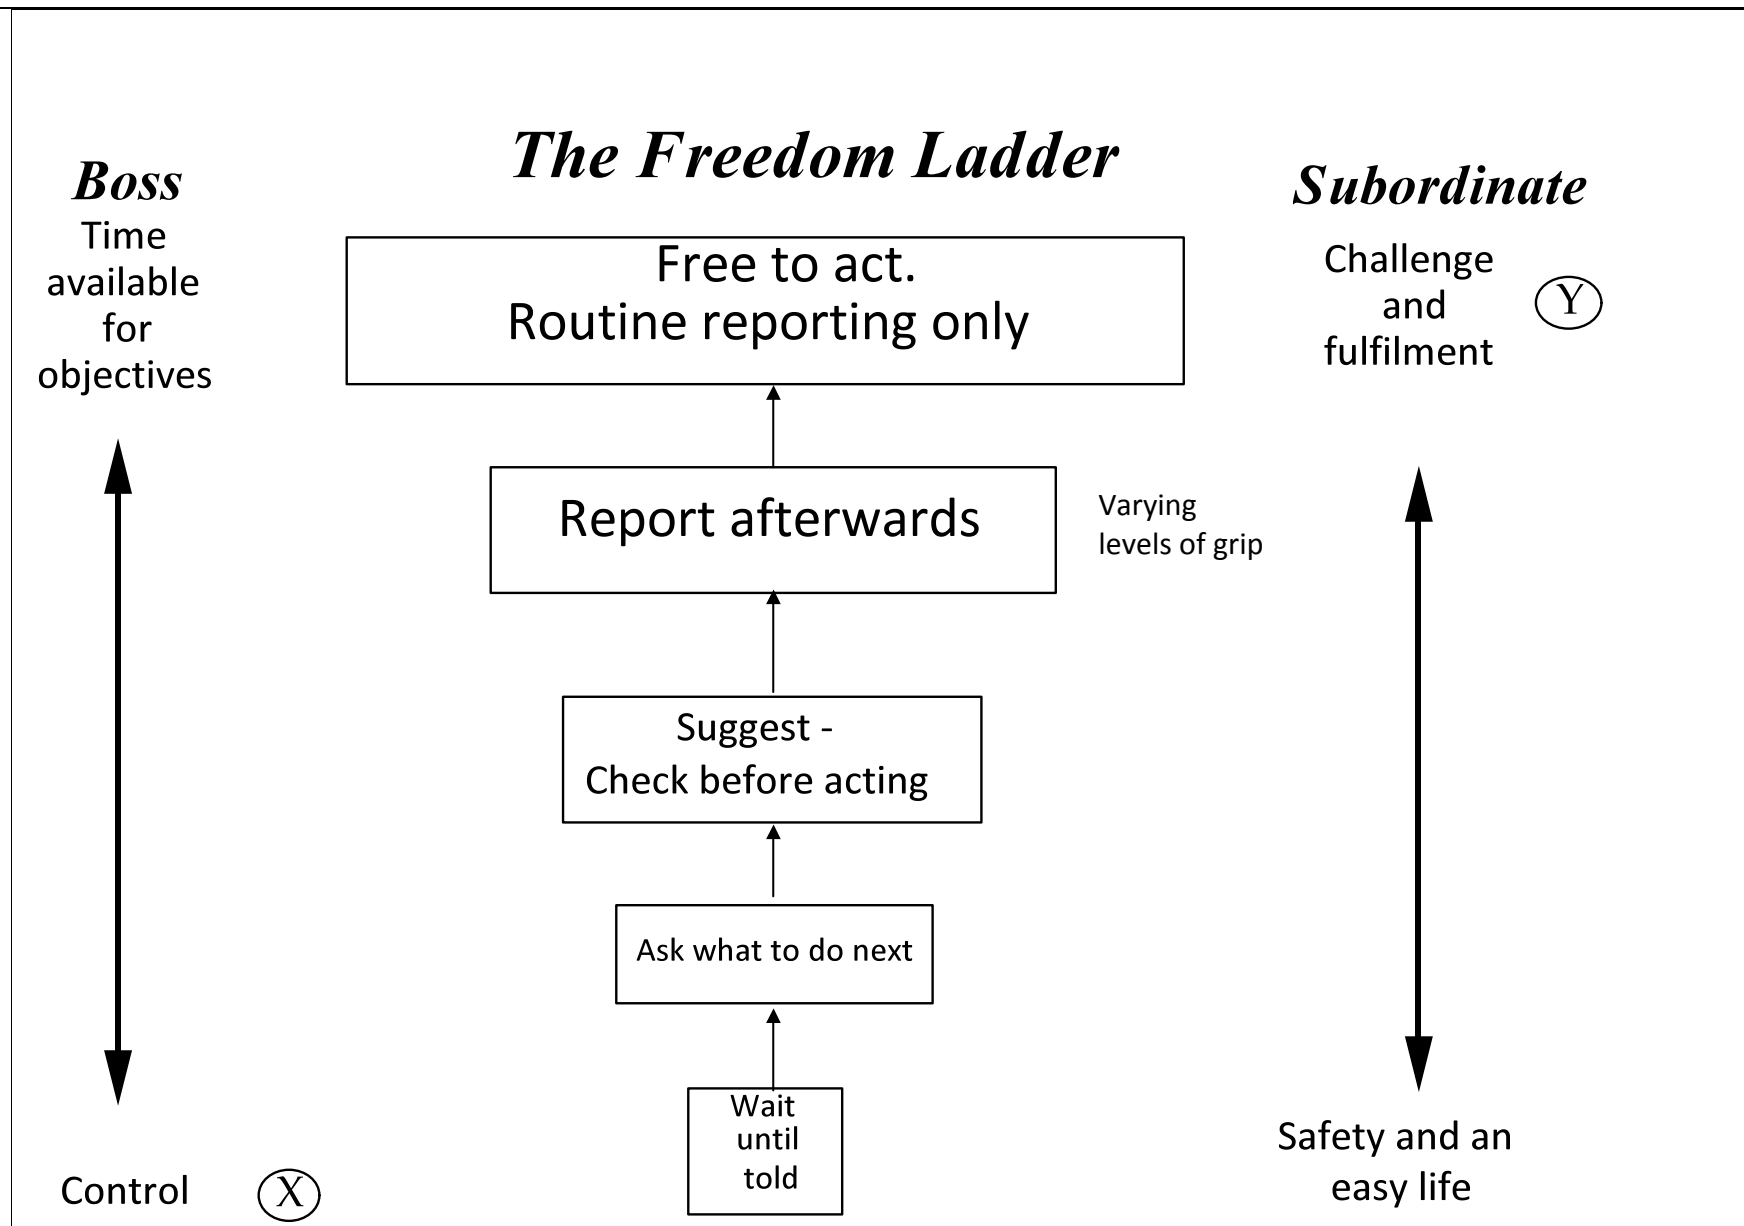 The Freedom Ladder
Boss
Time
available
for
objectives
Subordinate
Challenge
and
fulfilment
Y
Free to act.
Routine reporting only
Report afterwards
Varying
levels of grip
Suggest -
Check before acting
Ask what to do next
Wait
until
told
Control
X
Safety and an
easy life